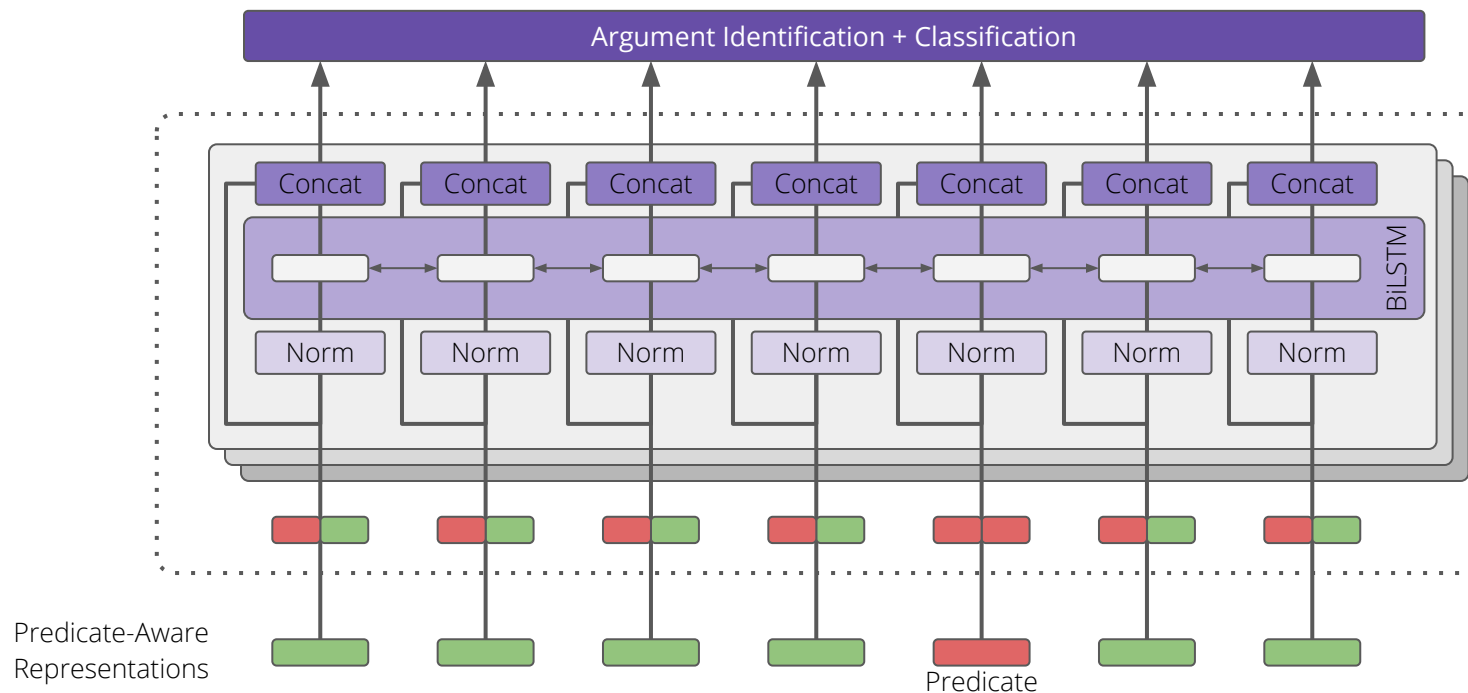 Argument Identification + Classification
Concat Concat Concat Concat Concat Concat Concat
BiLSTM
Norm Norm Norm Norm Norm Norm Norm
Predicate-Aware
Representations
Predicate